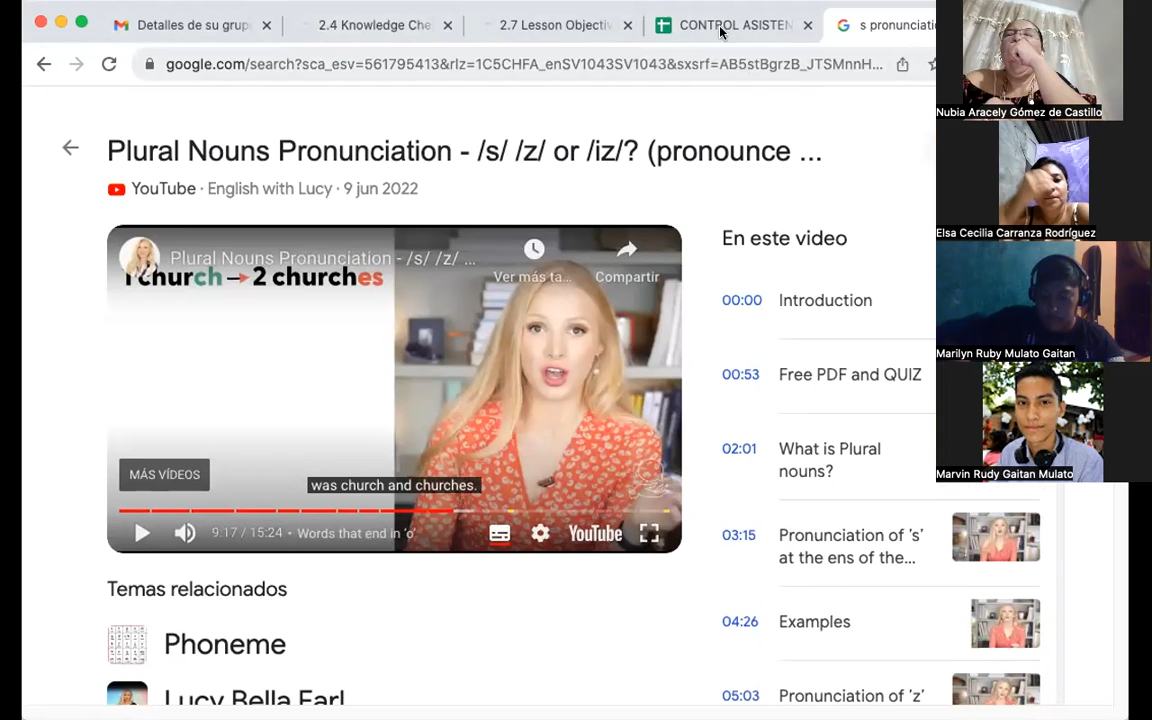 Detalles de su grup
2.4 Knowledge Che
2.7 Lesson Objectiv
CONTROL ASISTEN
s pronunciatio
google.com/search?sca_esv=561795413&rlz=1C5CHFA_enSV1043SV1043&sxsrf=AB5stBgrzB_JTSMnnH...
Plural Nouns Pronunciation - /s/ /z/ or /iz/? (pronounce ...
YouTube · English with Lucy · 9 jun 2022
Plural Nouns Pronunciation - /s/ /z/ ...
Ver más ta...
Compartir
1 church → 2 churches
MÁS VÍDEOS
was church and churches.
9:17 / 15:24 • Words that end in 'o'
YouTube
Temas relacionados
Phoneme
Lucy Bella Earl
En este video
00:00 Introduction
00:53 Free PDF and QUIZ
02:01 What is Plural
nouns?
03:15 Pronunciation of 's'
at the ens of the...
04:26 Examples
05:03 Pronunciation of 'z'
Nubia Aracely Gómez de Castillo
Elsa Cecilia Carranza Rodríguez
Marilyn Ruby Mulato Gaitan
Marvin Rudy Gaitan Mulato